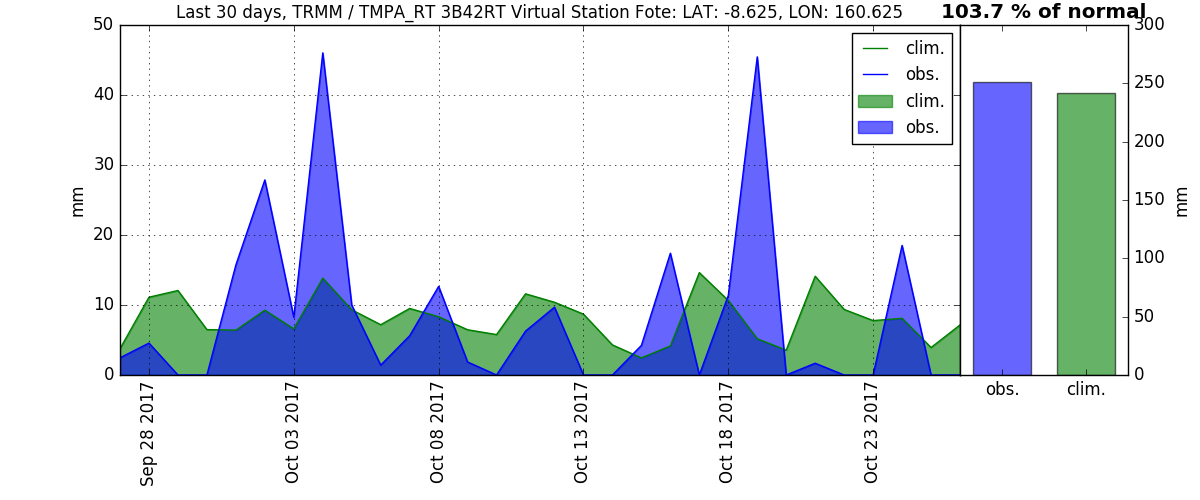 Last 30 days, TRMM / TMPA_RT 3B42RT Virtual Station Fote: LAT: -8.625, LON: 160.625
103.7 % of normal
50
40
30
20
10
0
mm
clim.
obs.
clim.
obs.
Sep 28 2017
Oct 03 2017
Oct 08 2017
Oct 13 2017
Oct 18 2017
Oct 23 2017
300
250
200
150
100
50
0
mm
obs.
clim.